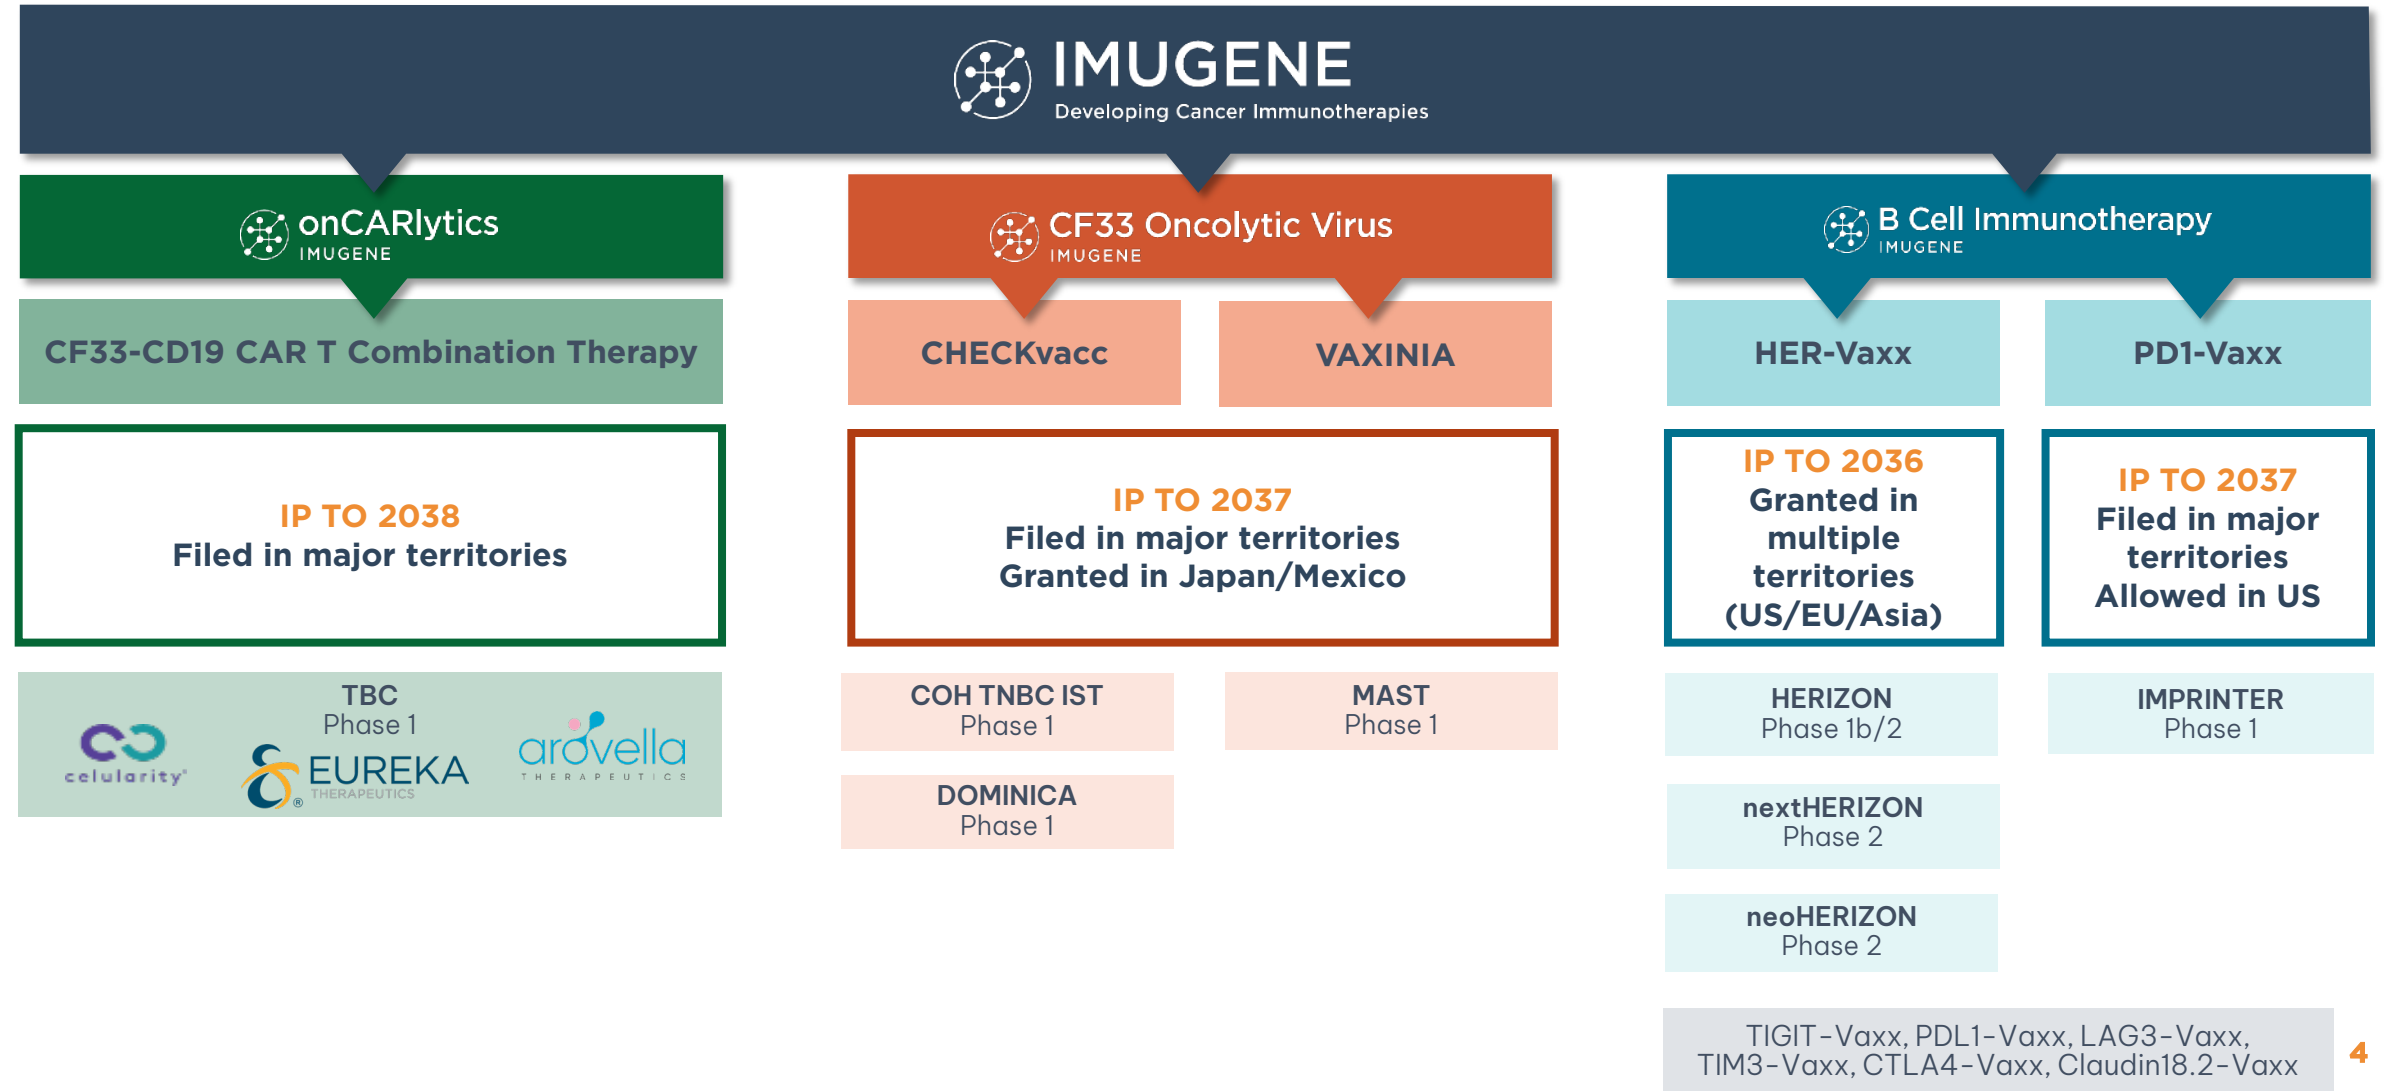 IMUGENE
Developing Cancer Immunotherapies
onCARlytics
IMUGENE
CF33-CD19 CAR T Combination Therapy
IP TO 2038
Filed in major territories
TBC
Phase 1
celularity®
EUREKA
THERAPEUTICS
®
arovella
THERAPEUTICS
CF33 Oncolytic Virus
IMUGENE
CHECKvacc
VAXINIA
IP TO 2037
Filed in major territories
Granted in Japan/Mexico
COH TNBC IST
Phase 1
MAST
Phase 1
DOMINICA
Phase 1
B Cell Immunotherapy
IMUGENE
HER-Vaxx
PD1-Vaxx
IP TO 2036
Granted in
multiple
territories
(US/EU/Asia)
IP TO 2037
Filed in major
territories
Allowed in US
HERIZON
Phase 1b/2
IMPRINTER
Phase 1
nextHERIZON
Phase 2
neoHERIZON
Phase 2
TIGIT-Vaxx, PDL1-Vaxx, LAG3-Vaxx,
TIM3-Vaxx, CTLA4-Vaxx, Claudin18.2-Vaxx
4